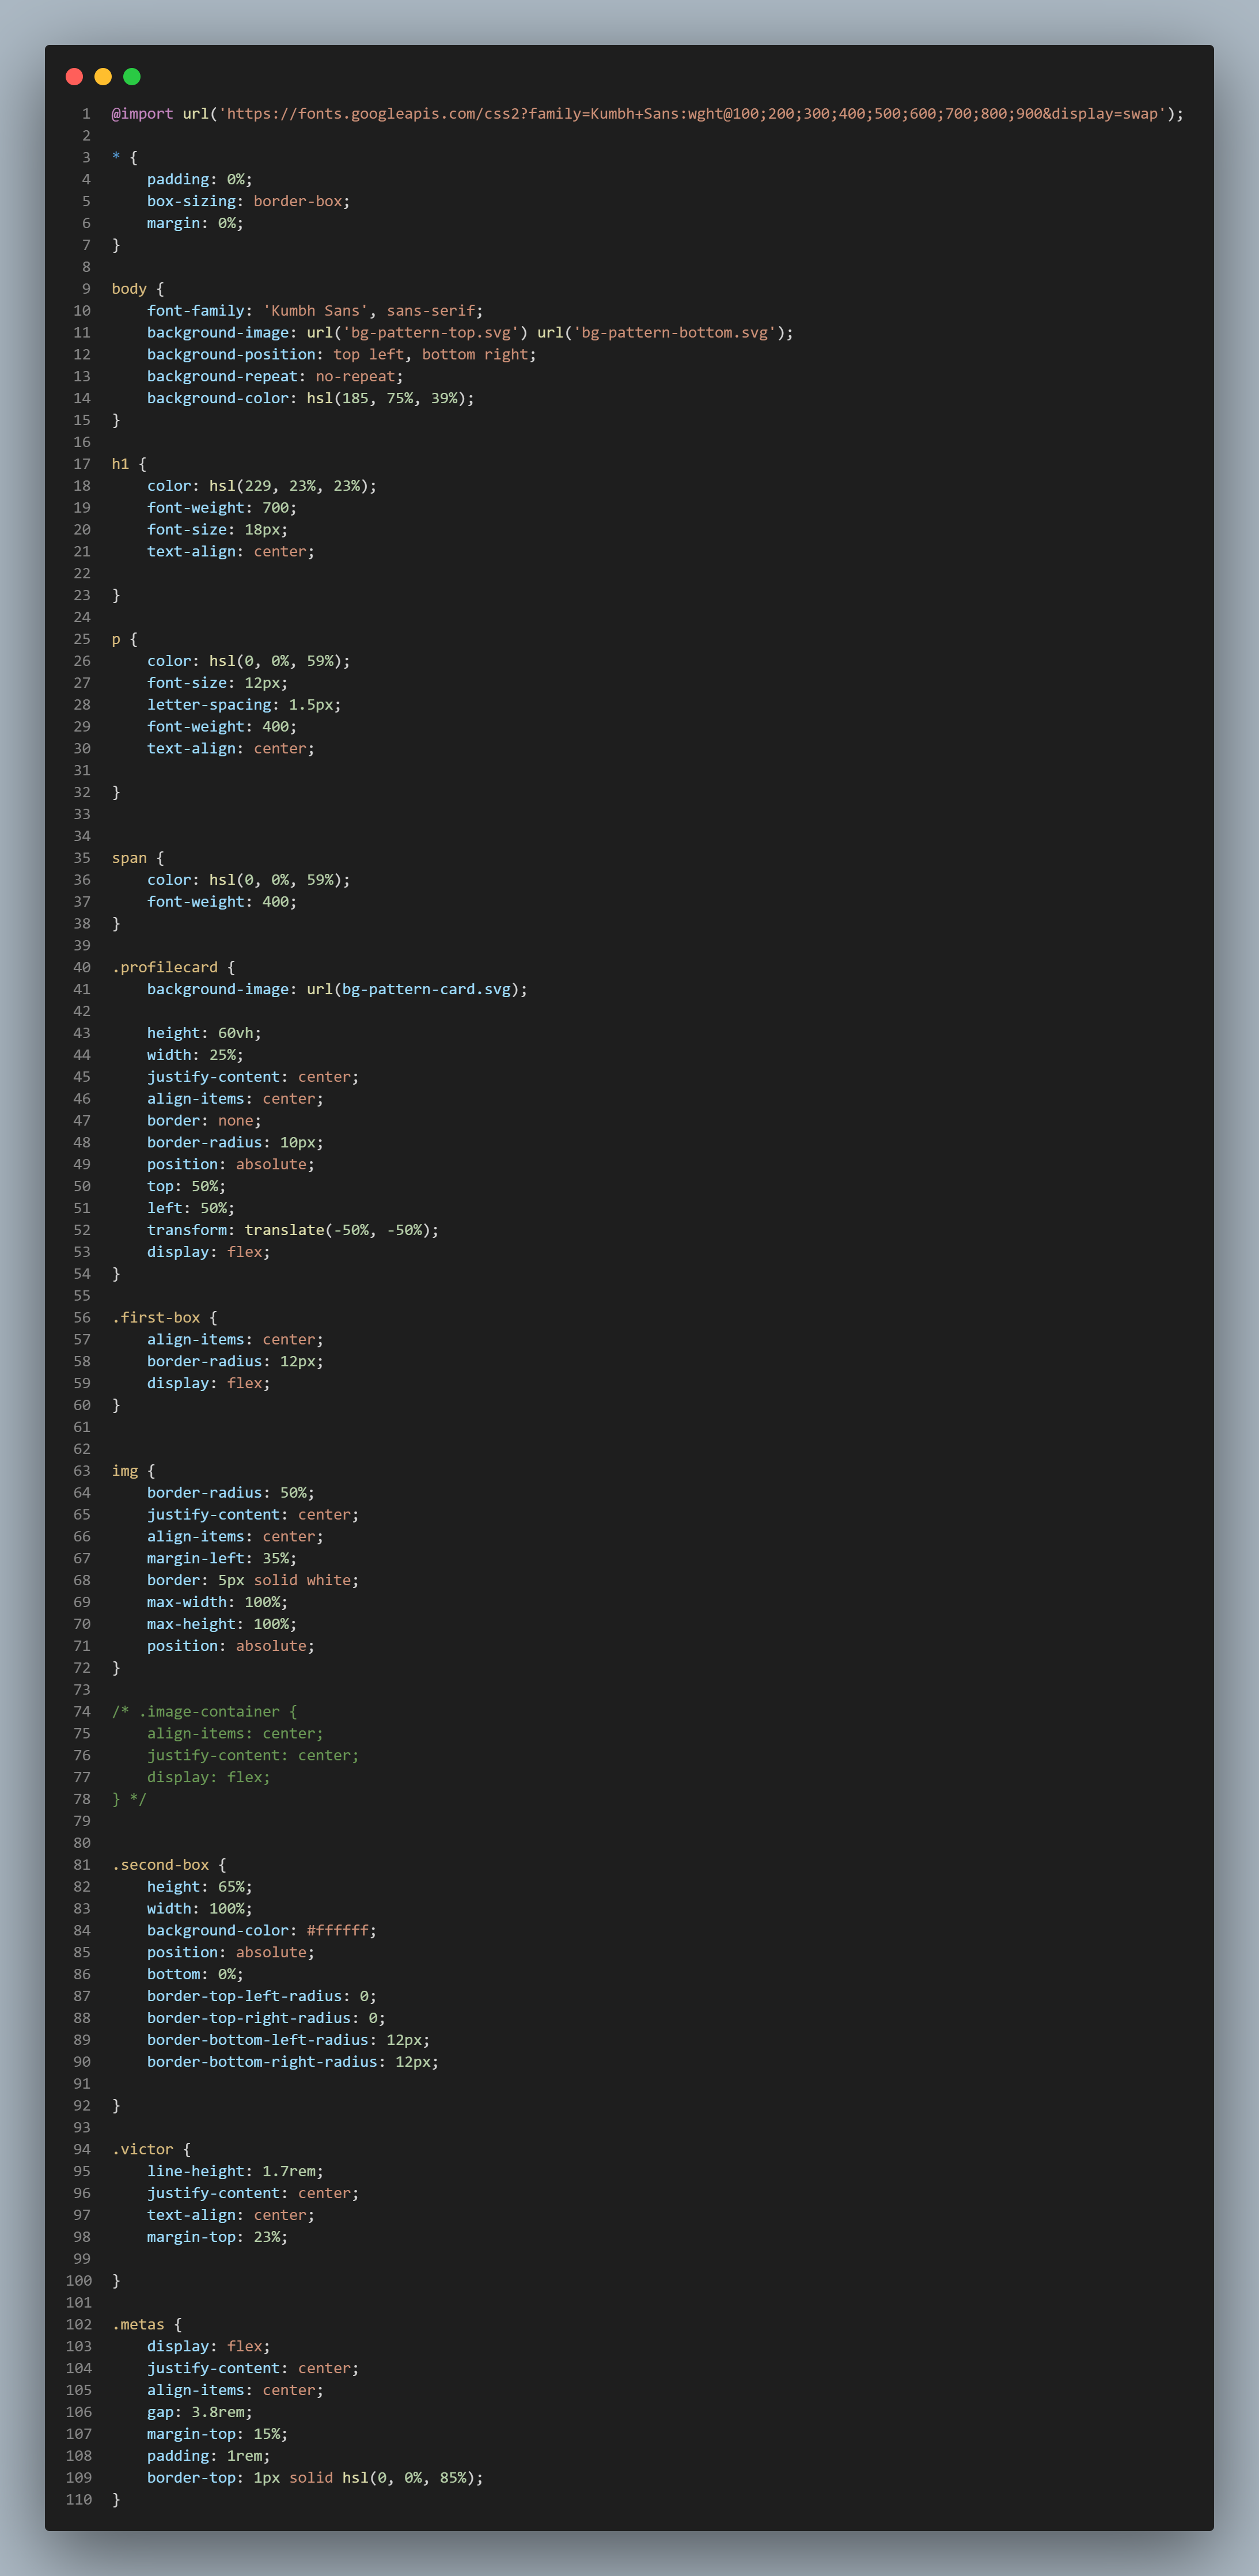 1 @import url('https://fonts.googleapis.com/css2?family=Kumbh+Sans:wght@100;200;300;400;500;600;700;800;900&display=swap');
2
3 * {
4     padding: 0%;
5     box-sizing: border-box;
6     margin: 0%;
7 }
8
9 body {
10     font-family: 'Kumbh Sans', sans-serif;
11     background-image: url('bg-pattern-top.svg') url('bg-pattern-bottom.svg');
12     background-position: top left, bottom right;
13     background-repeat: no-repeat;
14     background-color: hsl(185, 75%, 39%);
15 }
16
17 h1 {
18     color: hsl(229, 23%, 23%);
19     font-weight: 700;
20     font-size: 18px;
21     text-align: center;
22
23 }
24
25 p {
26     color: hsl(0, 0%, 59%);
27     font-size: 12px;
28     letter-spacing: 1.5px;
29     font-weight: 400;
30     text-align: center;
31
32 }
33
34
35 span {
36     color: hsl(0, 0%, 59%);
37     font-weight: 400;
38 }
39
40 .profilecard {
41     background-image: url(bg-pattern-card.svg);
42
43     height: 60vh;
44     width: 25%;
45     justify-content: center;
46     align-items: center;
47     border: none;
48     border-radius: 10px;
49     position: absolute;
50     top: 50%;
51     left: 50%;
52     transform: translate(-50%, -50%);
53     display: flex;
54 }
55
56 .first-box {
57     align-items: center;
58     border-radius: 12px;
59     display: flex;
60 }
61
62
63 img {
64     border-radius: 50%;
65     justify-content: center;
66     align-items: center;
67     margin-left: 35%;
68     border: 5px solid white;
69     max-width: 100%;
70     max-height: 100%;
71     position: absolute;
72 }
73
74 /* .image-container {
75     align-items: center;
76     justify-content: center;
77     display: flex;
78 } */
79
80
81 .second-box {
82     height: 65%;
83     width: 100%;
84     background-color: #ffffff;
85     position: absolute;
86     bottom: 0%;
87     border-top-left-radius: 0;
88     border-top-right-radius: 0;
89     border-bottom-left-radius: 12px;
90     border-bottom-right-radius: 12px;
91
92 }
93
94 .victor {
95     line-height: 1.7rem;
96     justify-content: center;
97     text-align: center;
98     margin-top: 23%;
99
100 }
101
102 .metas {
103     display: flex;
104     justify-content: center;
105     align-items: center;
106     gap: 3.8rem;
107     margin-top: 15%;
108     padding: 1rem;
109     border-top: 1px solid hsl(0, 0%, 85%);
110 }